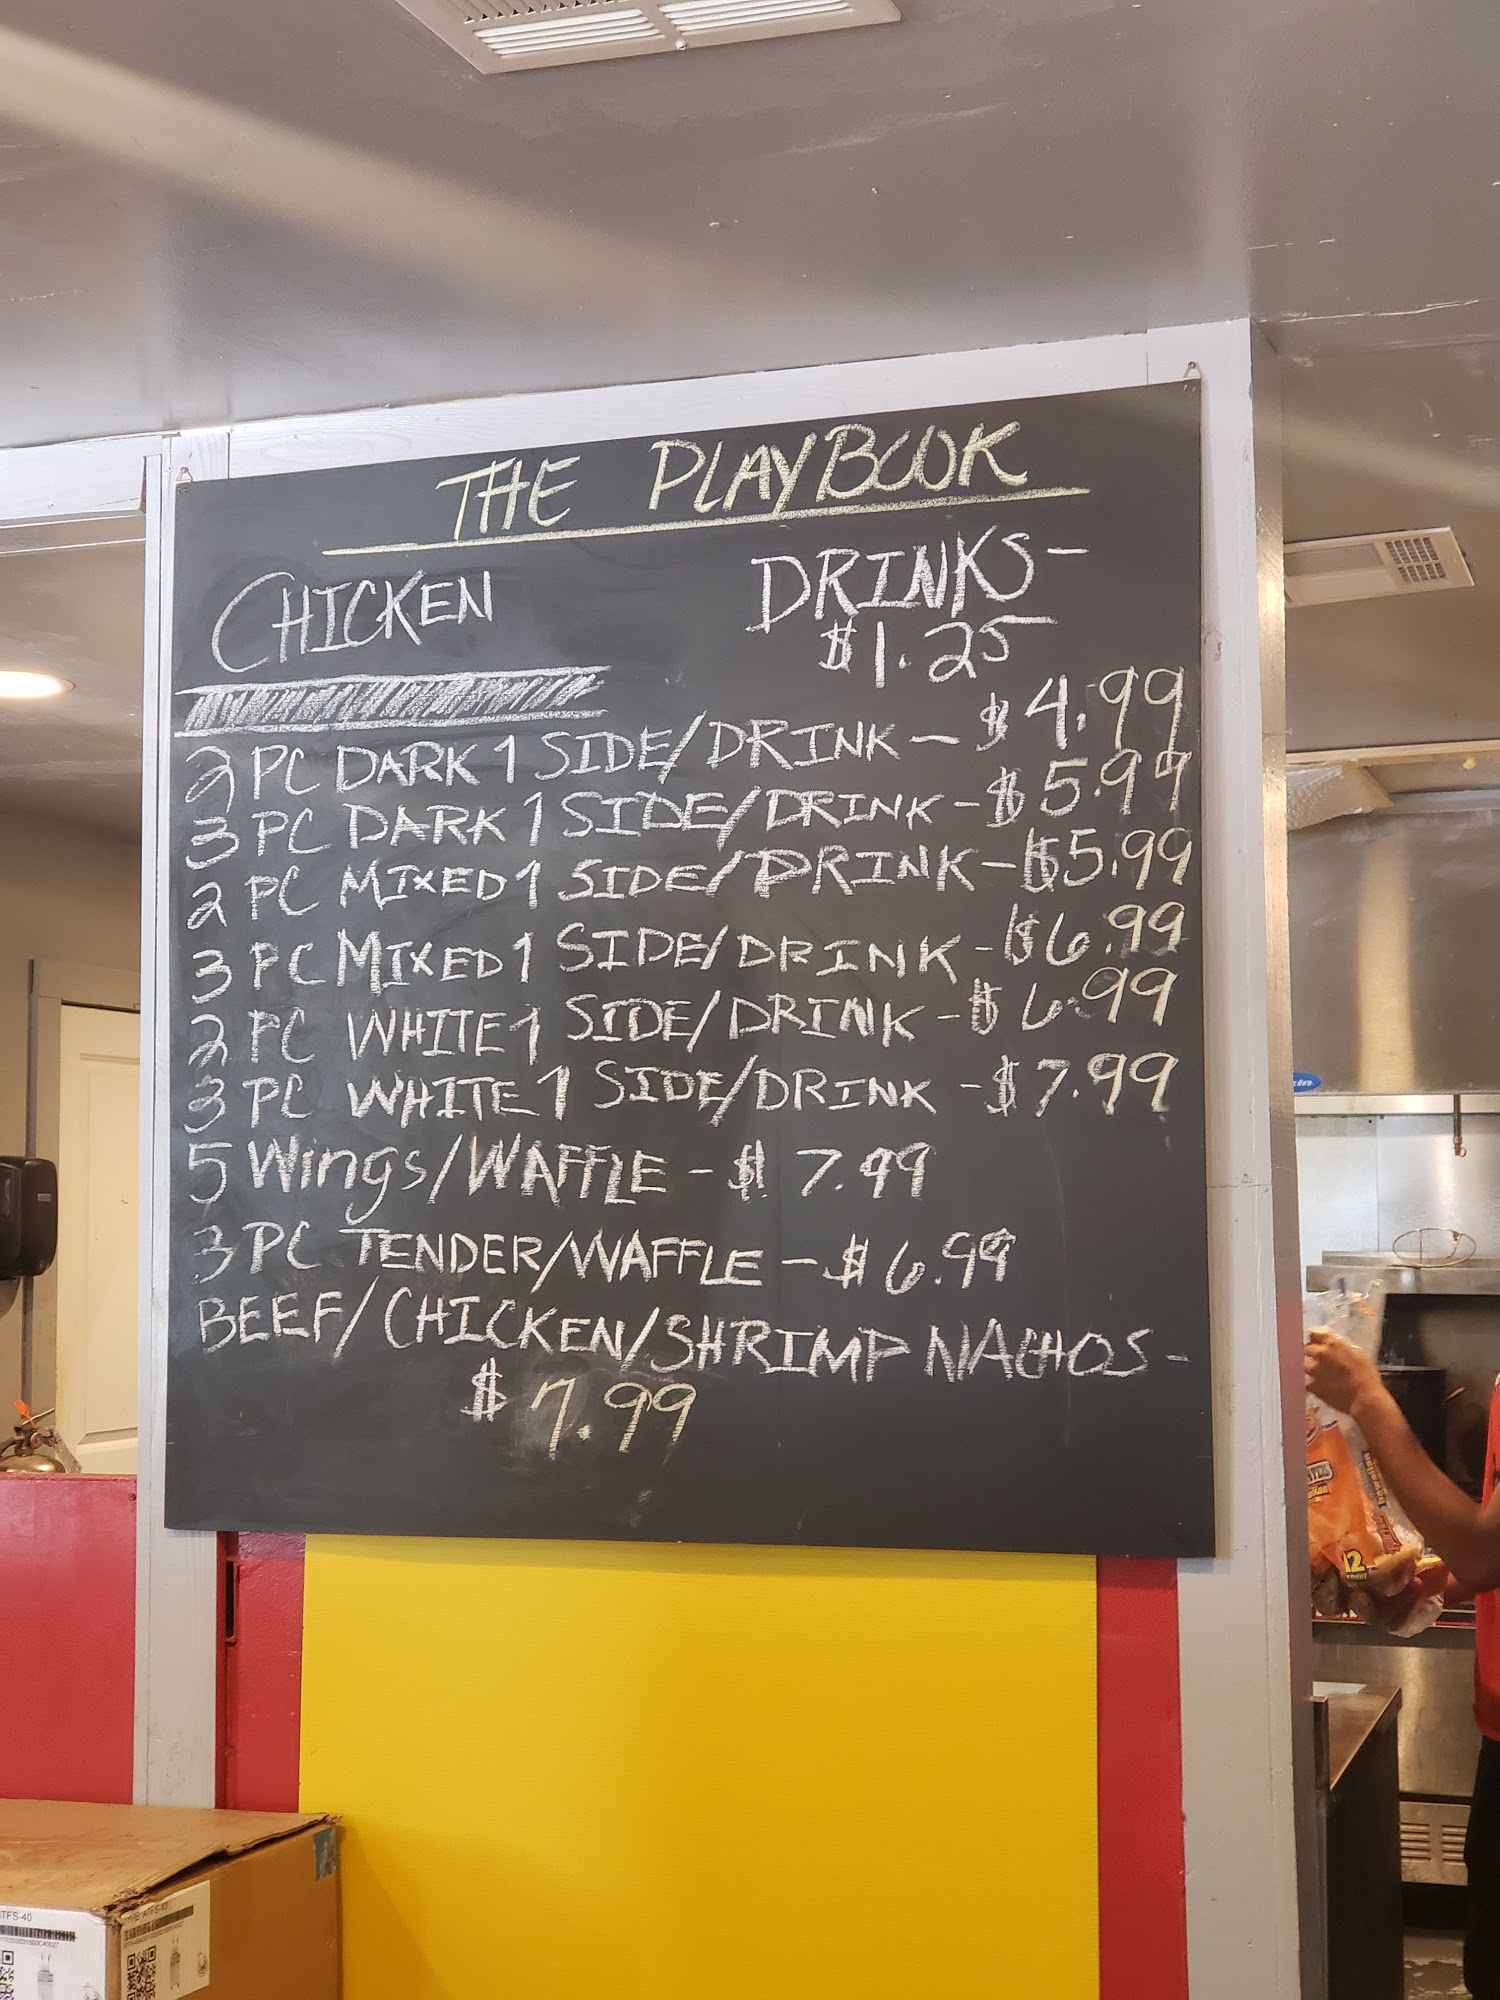 THE PLAYBOOK
CHICKEN
DRINKS-
$1.25
2 PC DARK 1 SIDE/DRINK - $4.99
3 PC DARK 1 SIDE/DRINK - $5.99
2 PC MIXED 1 SIDE/DRINK - $5.99
3 PC MIXED 1 SIDE/DRINK - $6.99
2 PC WHITE 1 SIDE/DRINK - $6.99
3 PC WHITE 1 SIDE/DRINK - $7.99
5 Wings/WAFFLE - $ 7.99
3 PC TENDER/WAFFLE - $6.99
BEEF/CHICKEN/SHRIMP NACHOS -
$ 7.99
12
TFS-40